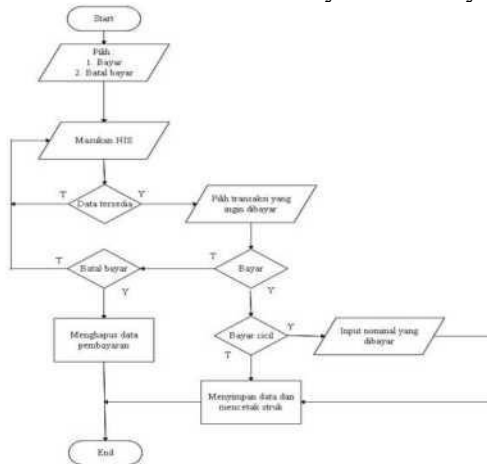 Start
Pilih
1. Bayar
2. Batal bayar
Masukan NIS
T
Data tersedia
Y
Pilih transaksi yang
ingin dibayar
T
Batal bayar
T
Bayar
Y
Y
Menghapus data
pembayaran
Bayar cicil
Y
Input nominal yang
dibayar
T
Menyimpan data dan
mencetak struk
End